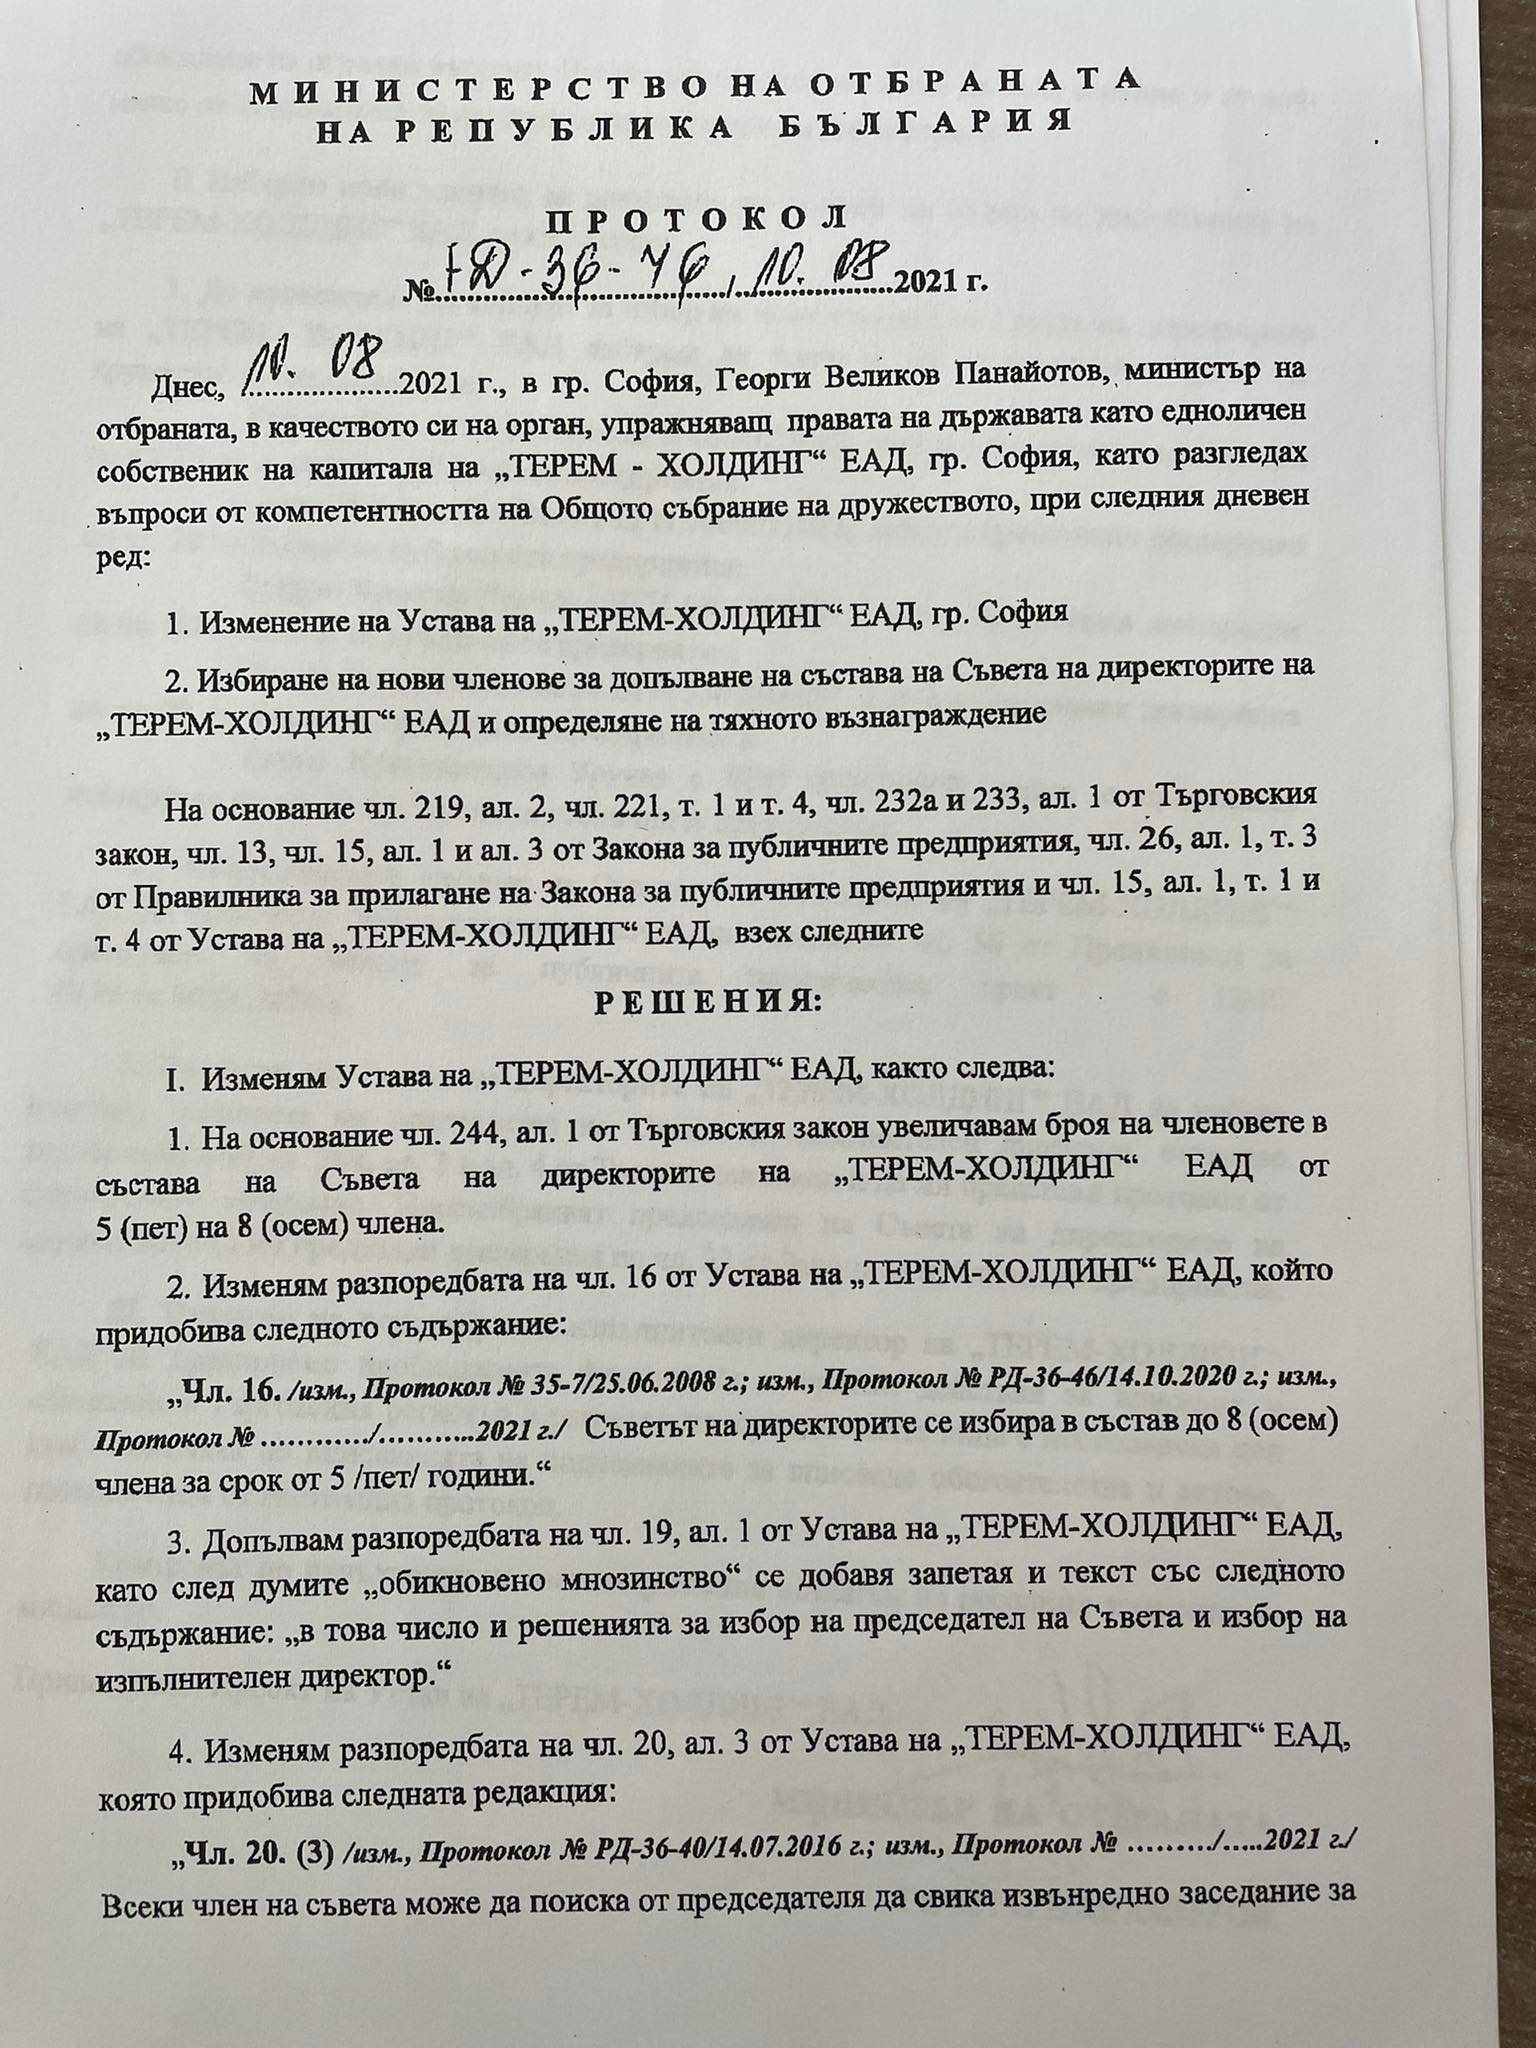 МИНИСТЕРСТВО НА ОТБРАНАТА
НА РЕПУБЛИКА БЪЛГАРИЯ
ПРОТОКОЛ
№ РД-36-46/10.08.2021 г.
Днес, 10.08.2021 г., в гр. София, Георги Великов Панайотов, министър на
отбраната, в качеството си на орган, упражняващ правата на държавата като едноличен
собственик на капитала на „ТЕРЕМ - ХОЛДИНГ“ ЕАД, гр. София, като разгледах
въпроси от компетентността на Общото събрание на дружеството, при следния дневен
ред:
1. Изменение на Устава на „ТЕРЕМ-ХОЛДИНГ“ ЕАД, гр. София
2. Избиране на нови членове за допълване на състава на Съвета на директорите на
„ТЕРЕМ-ХОЛДИНГ“ ЕАД и определяне на тяхното възнаграждение
На основание чл. 219, ал. 2, чл. 221, т. 1 и т. 4, чл. 232а и 233, ал. 1 от Търговския
закон, чл. 13, чл. 15, ал. 1 и ал. 3 от Закона за публичните предприятия, чл. 26, ал. 1, т. 3
от Правилника за прилагане на Закона за публичните предприятия и чл. 15, ал. 1, т. 1 и
т. 4 от Устава на „ТЕРЕМ-ХОЛДИНГ“ ЕАД, взех следните
РЕШЕНИЯ:
I. Изменям Устава на „ТЕРЕМ-ХОЛДИНГ“ ЕАД, както следва:
1. На основание чл. 244, ал. 1 от Търговския закон увеличавам броя на членовете в
състава на Съвета на директорите на „ТЕРЕМ-ХОЛДИНГ“ ЕАД от
5 (пет) на 8 (осем) члена.
2. Изменям разпоредбата на чл. 16 от Устава на „ТЕРЕМ-ХОЛДИНГ“ ЕАД, който
придобива следното съдържание:
„Чл. 16. /изм., Протокол № 35-7/25.06.2008 г.; изм., Протокол № РД-36-46/14.10.2020 г.; изм.,
Протокол № …………/………..2021 г./ Съветът на директорите се избира в състав до 8 (осем)
члена за срок от 5 /пет/ години.“
3. Допълвам разпоредбата на чл. 19, ал. 1 от Устава на „ТЕРЕМ-ХОЛДИНГ“ ЕАД,
като след думите „обикновено мнозинство“ се добавя запетая и текст със следното
съдържание: „в това число и решенията за избор на председател на Съвета и избор на
изпълнителен директор.“
4. Изменям разпоредбата на чл. 20, ал. 3 от Устава на „ТЕРЕМ-ХОЛДИНГ“ ЕАД,
която придобива следната редакция:
„Чл. 20. (3) /изм., Протокол № РД-36-40/14.07.2016 г.; изм., Протокол № ………/…..2021 г./
Всеки член на съвета може да поиска от председателя да свика извънредно заседание за